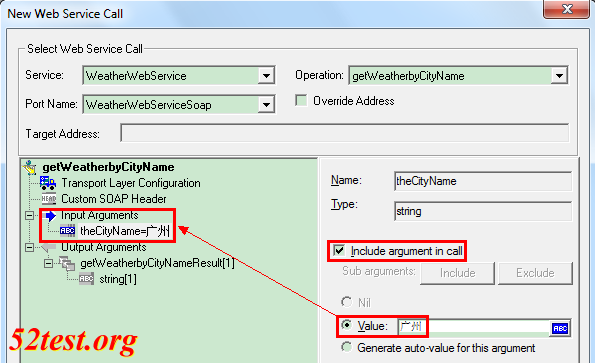 New Web Service Call
Select Web Service Call
Service: WeatherWebService Operation: getWeatherbyCityName
Port Name: WeatherWebServiceSoap Override Address
Target Address:
getWeatherbyCityName
Transport Layer Configuration
Custom SOAP Header
Input Arguments
theCityName=广州
Output Arguments
getWeatherbyCityNameResult[1]
string[1]
Name: theCityName
Type: string
Include argument in call
Sub arguments: Include Exclude
Nil
Value: 广州 ABC
Generate auto-value for this argument
52test.org